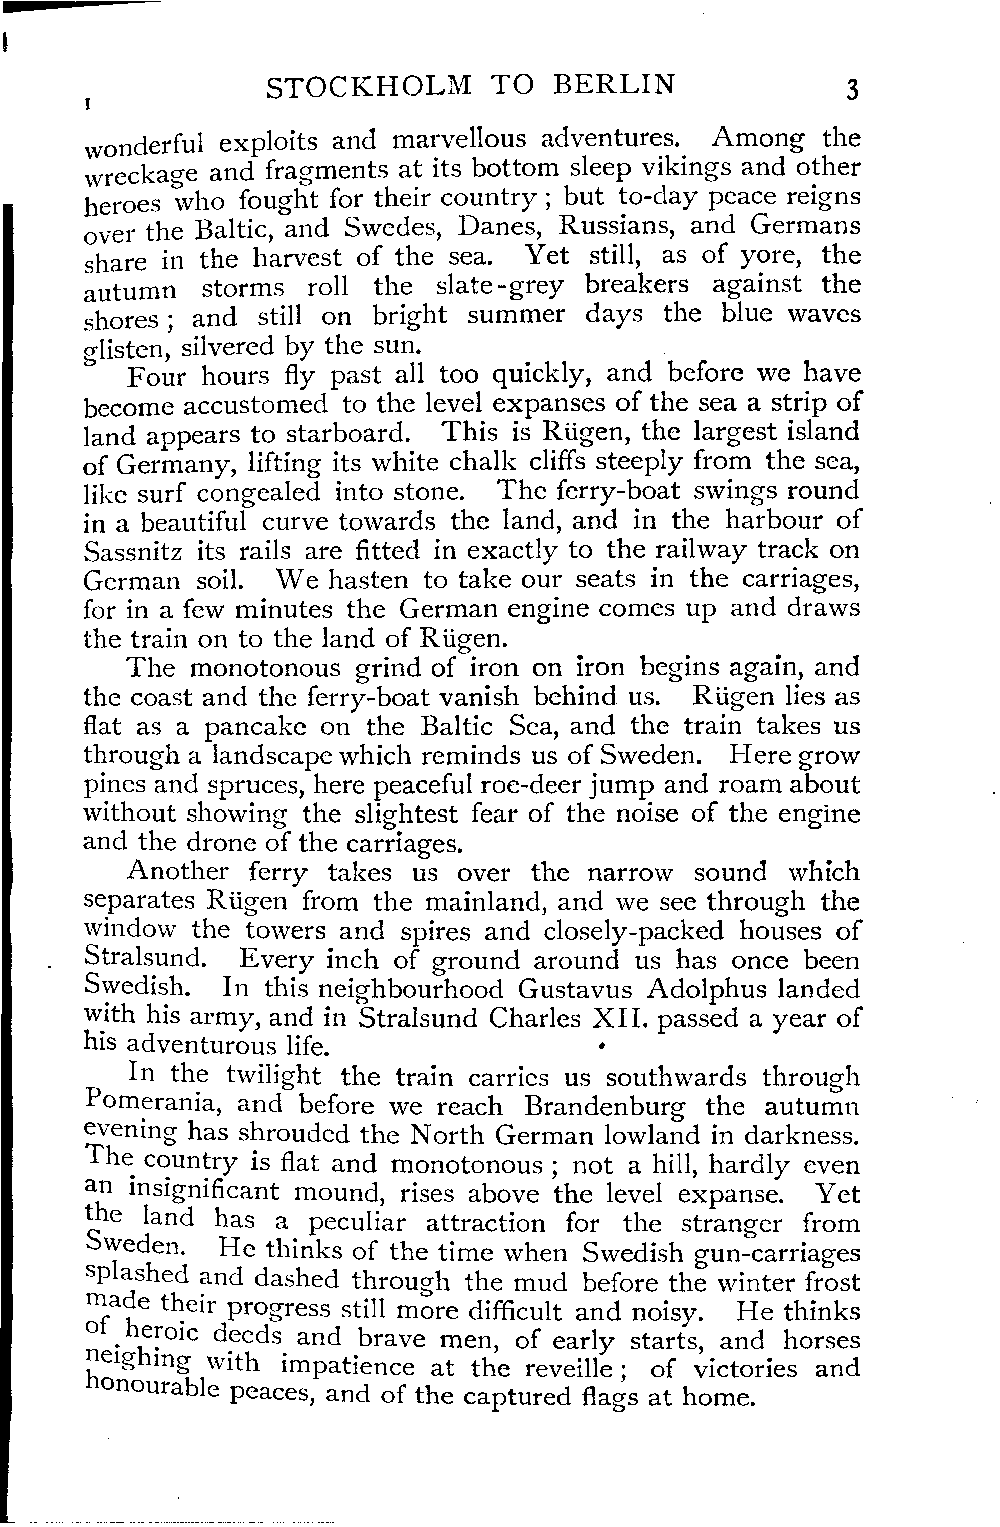 I STOCKHOLM TO BERLIN 3
wonderful exploits and marvellous adventures. Among the
wreckage and fragments at its bottom sleep vikings and other
heroes who fought for their country ; but to-day peace reigns
over the Baltic, and Swedes, Danes, Russians, and Germans
share in the harvest of the sea. Yet still, as of yore, the
autumn storms roll the slate-grey breakers against the
shores ; and still on bright summer days the blue waves
glisten, silvered by the sun.
Four hours fly past all too quickly, and before we have
become accustomed to the level expanses of the sea a strip of
land appears to starboard. This is Rügen, the largest island
of Germany, lifting its white chalk cliffs steeply from the sea,
like surf congealed into stone. The ferry-boat swings round
in a beautiful curve towards the land, and in the harbour of
Sassnitz its rails are fitted in exactly to the railway track on
German soil. We hasten to take our seats in the carriages,
for in a few minutes the German engine comes up and draws
the train on to the land of Rügen.
The monotonous grind of iron on iron begins again, and
the coast and the ferry-boat vanish behind us. Rügen lies as
flat as a pancake on the Baltic Sea, and the train takes us
through a landscape which reminds us of Sweden. Here grow
pines and spruces, here peaceful roe-deer jump and roam about
without showing the slightest fear of the noise of the engine
and the drone of the carriages.
Another ferry takes us over the narrow sound which
separates Rügen from the mainland, and we see through the
window the towers and spires and closely-packed houses of
Stralsund. Every inch of ground around us has once been
Swedish. In this neighbourhood Gustavus Adolphus landed
with his army, and in Stralsund Charles XII. passed a year of
his adventurous life.
In the twilight the train carries us southwards through
Pomerania, and before we reach Brandenburg the autumn
evening has shrouded the North German lowland in darkness.
The country is flat and monotonous ; not a hill, hardly even
an insignificant mound, rises above the level expanse. Yet
the land has a peculiar attraction for the stranger from
Sweden. He thinks of the time when Swedish gun-carriages
splashed and dashed through the mud before the winter frost
made their progress still more difficult and noisy. He thinks
of heroic deeds and brave men, of early starts, and horses
neighing with impatience at the reveille ; of victories and
honourable peaces, and of the captured flags at home.